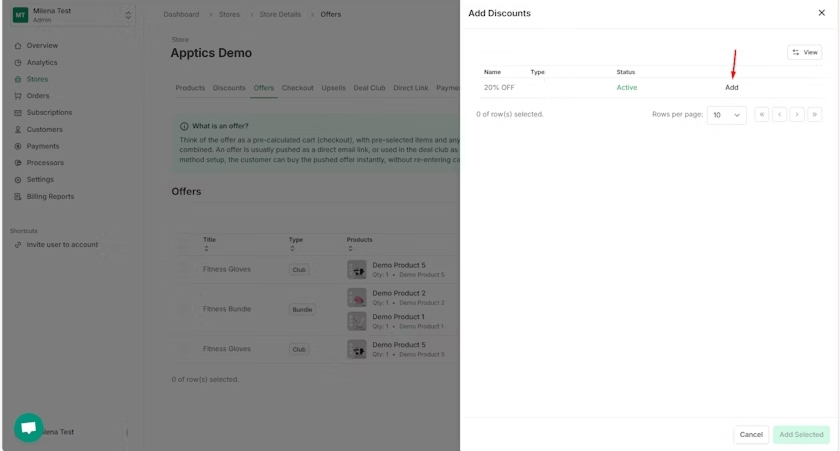 MT
Milena Test
Admin
Overview
Analytics
Stores
Orders
Subscriptions
Customers
Payments
Processors
Settings
Billing Reports
Shortcuts
Invite user to account
ena Test
Dashboard > Stores > Store Details > Offers
Store
Apptics Demo
Products Discounts Offers Checkout Upsells Deal Club Direct Link Payme
What is an offer?
Think of the offer as a pre-calculated cart (checkout), with pre-selected items and any
combined. An offer is usually pushed as a direct email link, or used in the deal club as
method setup, the customer can buy the pushed offer instantly, without re-entering ca
Offers
Title Type Products
Fitness Gloves Club Demo Product 5
Qty: 1 • Demo Product 5
Fitness Bundle Bundle Demo Product 2
Qty: 1 • Demo Product 2
Demo Product 1
Qty: 1 • Demo Product 1
Fitness Gloves Club Demo Product 5
Qty: 1 • Demo Product 5
0 of row(s) selected.
Add Discounts
View
Name Type Status
20% OFF Active Add
0 of row(s) selected. Rows per page: 10
Cancel Add Selected